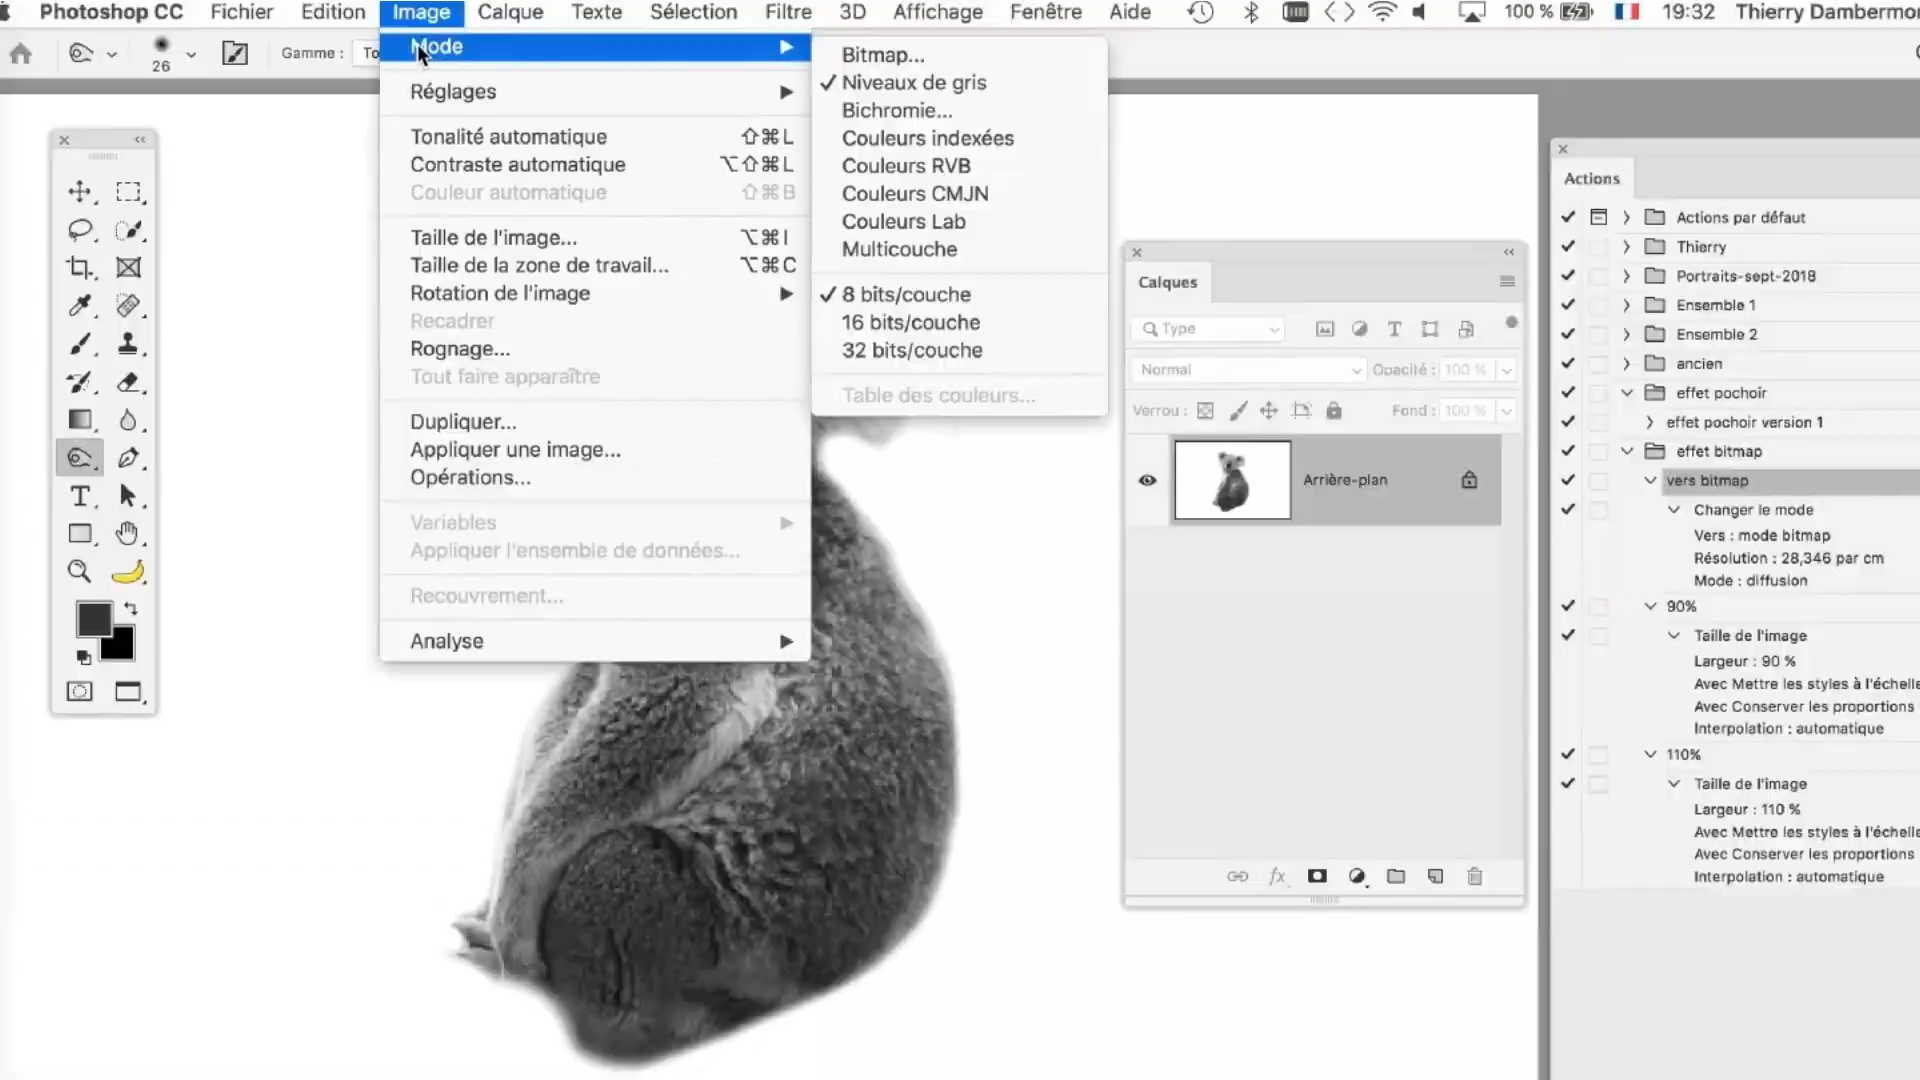 Photoshop CC Fichier Edition Image Calque Texte Sélection Filtre 3D Affichage Fenêtre Aide 100 % 19:32 Thierry Dambermo
26 Gamme : To
Mode
Réglages
Tonalité automatique ⇧⌘L
Contraste automatique ⌥⇧⌘L
Couleur automatique ⇧⌘B
Taille de l'image... ⌥⌘I
Taille de la zone de travail... ⌥⌘C
Rotation de l'image
Recadrer
Rognage...
Tout faire apparaître
Dupliquer...
Appliquer une image...
Opérations...
Variables
Appliquer l'ensemble de données...
Recouvrement...
Analyse
Bitmap...
Niveaux de gris
Bichromie...
Couleurs indexées
Couleurs RVB
Couleurs CMJN
Couleurs Lab
Multicouche
8 bits/couche
16 bits/couche
32 bits/couche
Table des couleurs...
Calques
Type
Normal Opacité : 100 %
Verrou : Fond : 100 %
Arrière-plan
fx
Actions
Actions par défaut
Thierry
Portraits-sept-2018
Ensemble 1
Ensemble 2
ancien
effet pochoir
effet pochoir version 1
effet bitmap
vers bitmap
Changer le mode
Vers : mode bitmap
Résolution : 28,346 par cm
Mode : diffusion
90%
Taille de l'image
Largeur : 90 %
Avec Mettre les styles à l'échelle
Avec Conserver les proportions
Interpolation : automatique
110%
Taille de l'image
Largeur : 110 %
Avec Mettre les styles à l'échelle
Avec Conserver les proportions
Interpolation : automatique